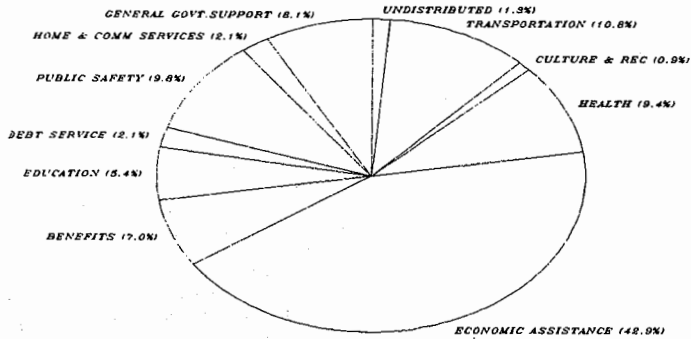 GENERAL GOVT.SUPPORT (8.1%)
UNDISTRIBUTED (1.3%)
TRANSPORTATION (10.8%)
HOME & COMM SERVICES (2.1%)
CULTURE & REC (0.9%)
PUBLIC SAFETY (9.8%)
HEALTH (9.4%)
DEBT SERVICE (2.1%)
EDUCATION (5.4%)
BENEFITS (7.0%)
ECONOMIC ASSISTANCE (42.9%)